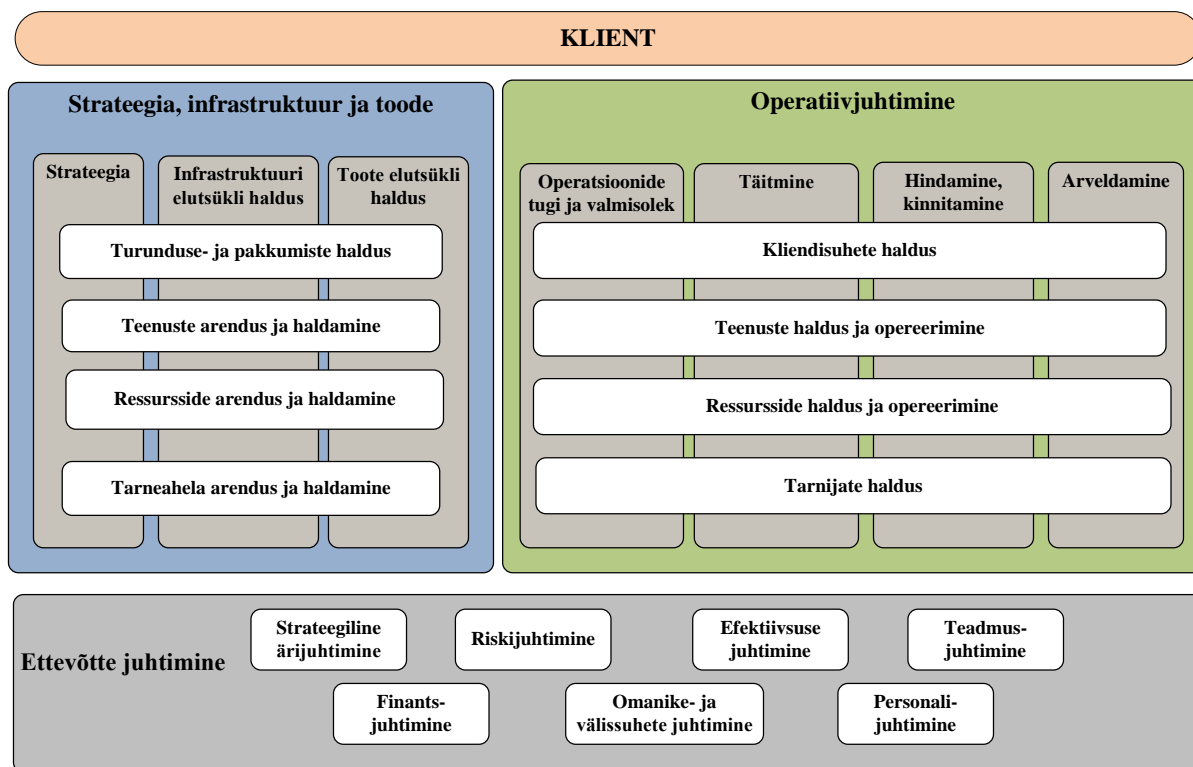 KLIENT
Strateegia, infrastruktuur ja toode
Strateegia
Infrastruktuuri
elutsükli haldus
Toote elutsükli
haldus
Turunduse- ja pakkumiste haldus
Teenuste arendus ja haldamine
Ressursside arendus ja haldamine
Tarneahela arendus ja haldamine
Operatiivjuhtimine
Operatsioonide
tugi ja valmisolek
Täitmine
Hindamine,
kinnitamine
Arveldamine
Kliendisuhete haldus
Teenuste haldus ja opereerimine
Ressursside haldus ja opereerimine
Tarnijate haldus
Ettevõtte juhtimine
Strateegiline
ärijuhtimine
Riskijuhtimine
Efektiivsuse
juhtimine
Teadmus-
juhtimine
Finants-
juhtimine
Omanike- ja
välissuhete juhtimine
Personali-
juhtimine